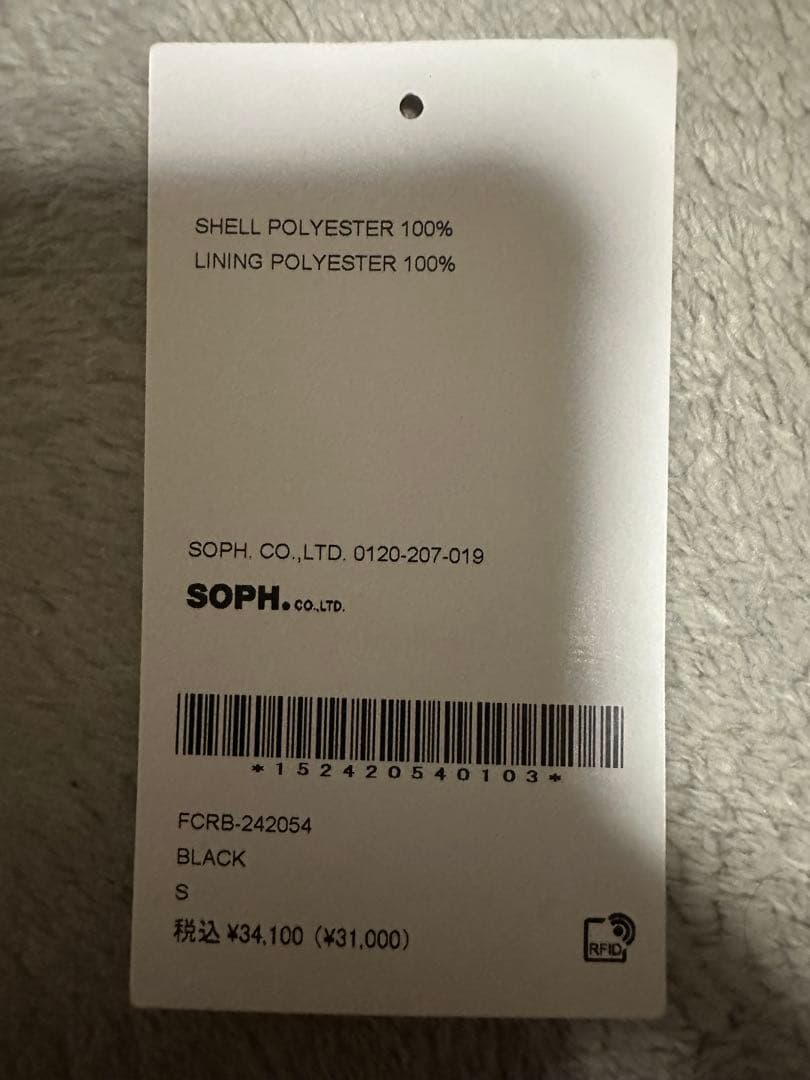 SHELL POLYESTER 100%
LINING POLYESTER 100%
SOPH. CO.,LTD. 0120-207-019
SOPH. CO.,LTD.
*152420540103*
FCRB-242054
BLACK
S
税込 ¥34,100 (¥31,000)
RFID